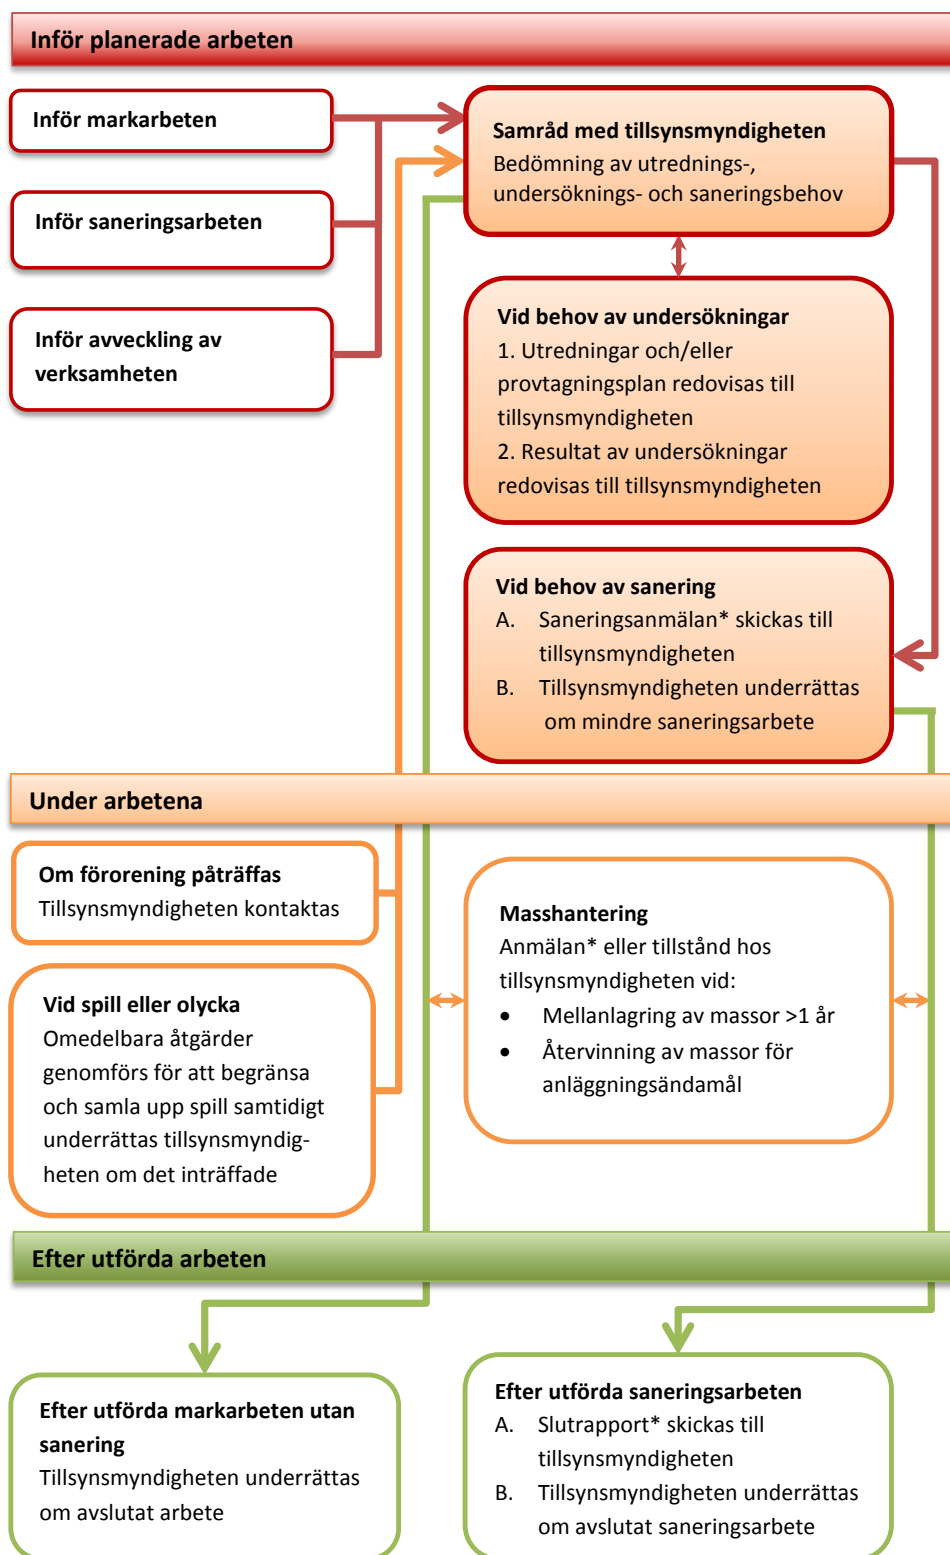 Inför planerade arbeten
Inför markarbeten
Inför saneringsarbeten
Inför avveckling av
verksamheten
Samråd med tillsynsmyndigheten
Bedömning av utrednings-,
undersöknings- och saneringsbehov
Vid behov av undersökningar
1. Utredningar och/eller
provtagningsplan redovisas till
tillsynsmyndigheten
2. Resultat av undersökningar
redovisas till tillsynsmyndigheten
Vid behov av sanering
A. Saneringsanmälan* skickas till
tillsynsmyndigheten
B. Tillsynsmyndigheten underrättas
om mindre saneringsarbete
Under arbetena
Om förorening påträffas
Tillsynsmyndigheten kontaktas
Vid spill eller olycka
Omedelbara åtgärder
genomförs för att begränsa
och samla upp spill samtidigt
underrättas tillsynsmyndig-
heten om det inträffade
Masshantering
Anmälan* eller tillstånd hos
tillsynsmyndigheten vid:
• Mellanlagring av massor >1 år
• Återvinning av massor för
anläggningsändamål
Efter utförda arbeten
Efter utförda markarbeten utan
sanering
Tillsynsmyndigheten underrättas
om avslutat arbete
Efter utförda saneringsarbeten
A. Slutrapport* skickas till
tillsynsmyndigheten
B. Tillsynsmyndigheten underrättas
om avslutat saneringsarbete